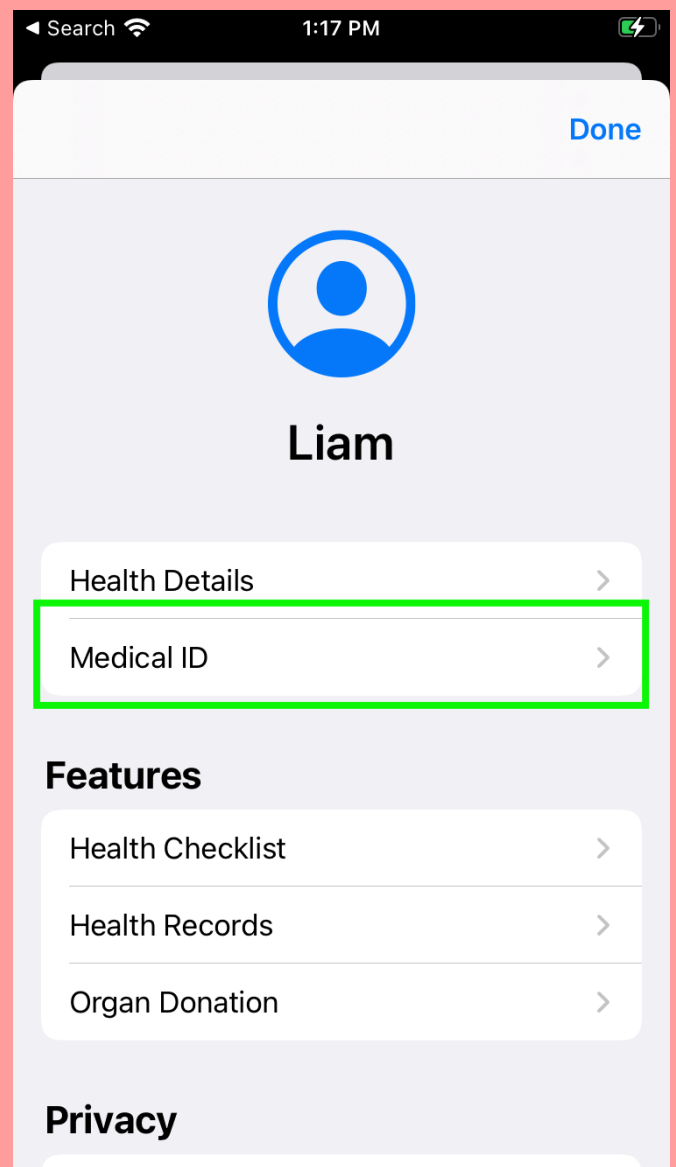 Search
1:17 PM
Done
Liam
Health Details
Medical ID
Features
Health Checklist
Health Records
Organ Donation
Privacy